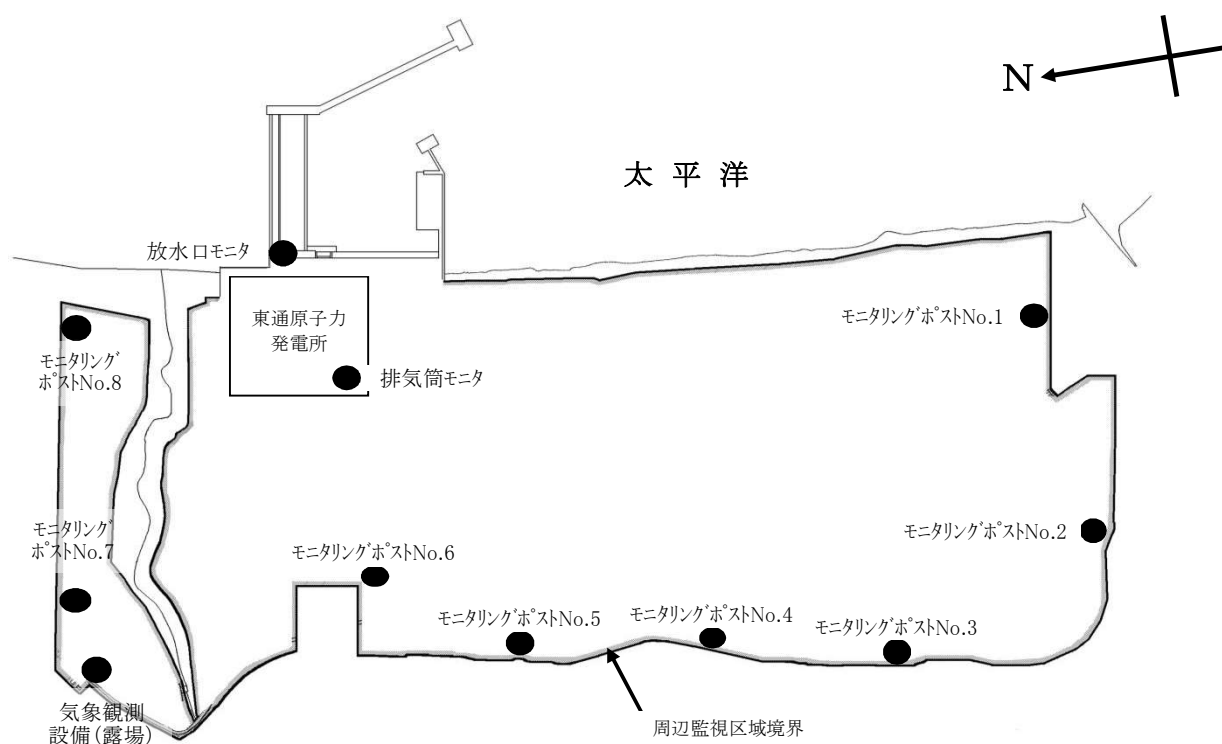 N
太平洋
放水口モニタ
東通原子力
発電所
モニタリングポストNo.1
モニタリング
ポストNo.8
排気筒モニタ
モニタリング
ポストNo.7
モニタリングポストNo.2
モニタリングポストNo.6
モニタリングポストNo.5
モニタリングポストNo.4
モニタリングポストNo.3
気象観測
設備(露場)
周辺監視区域境界